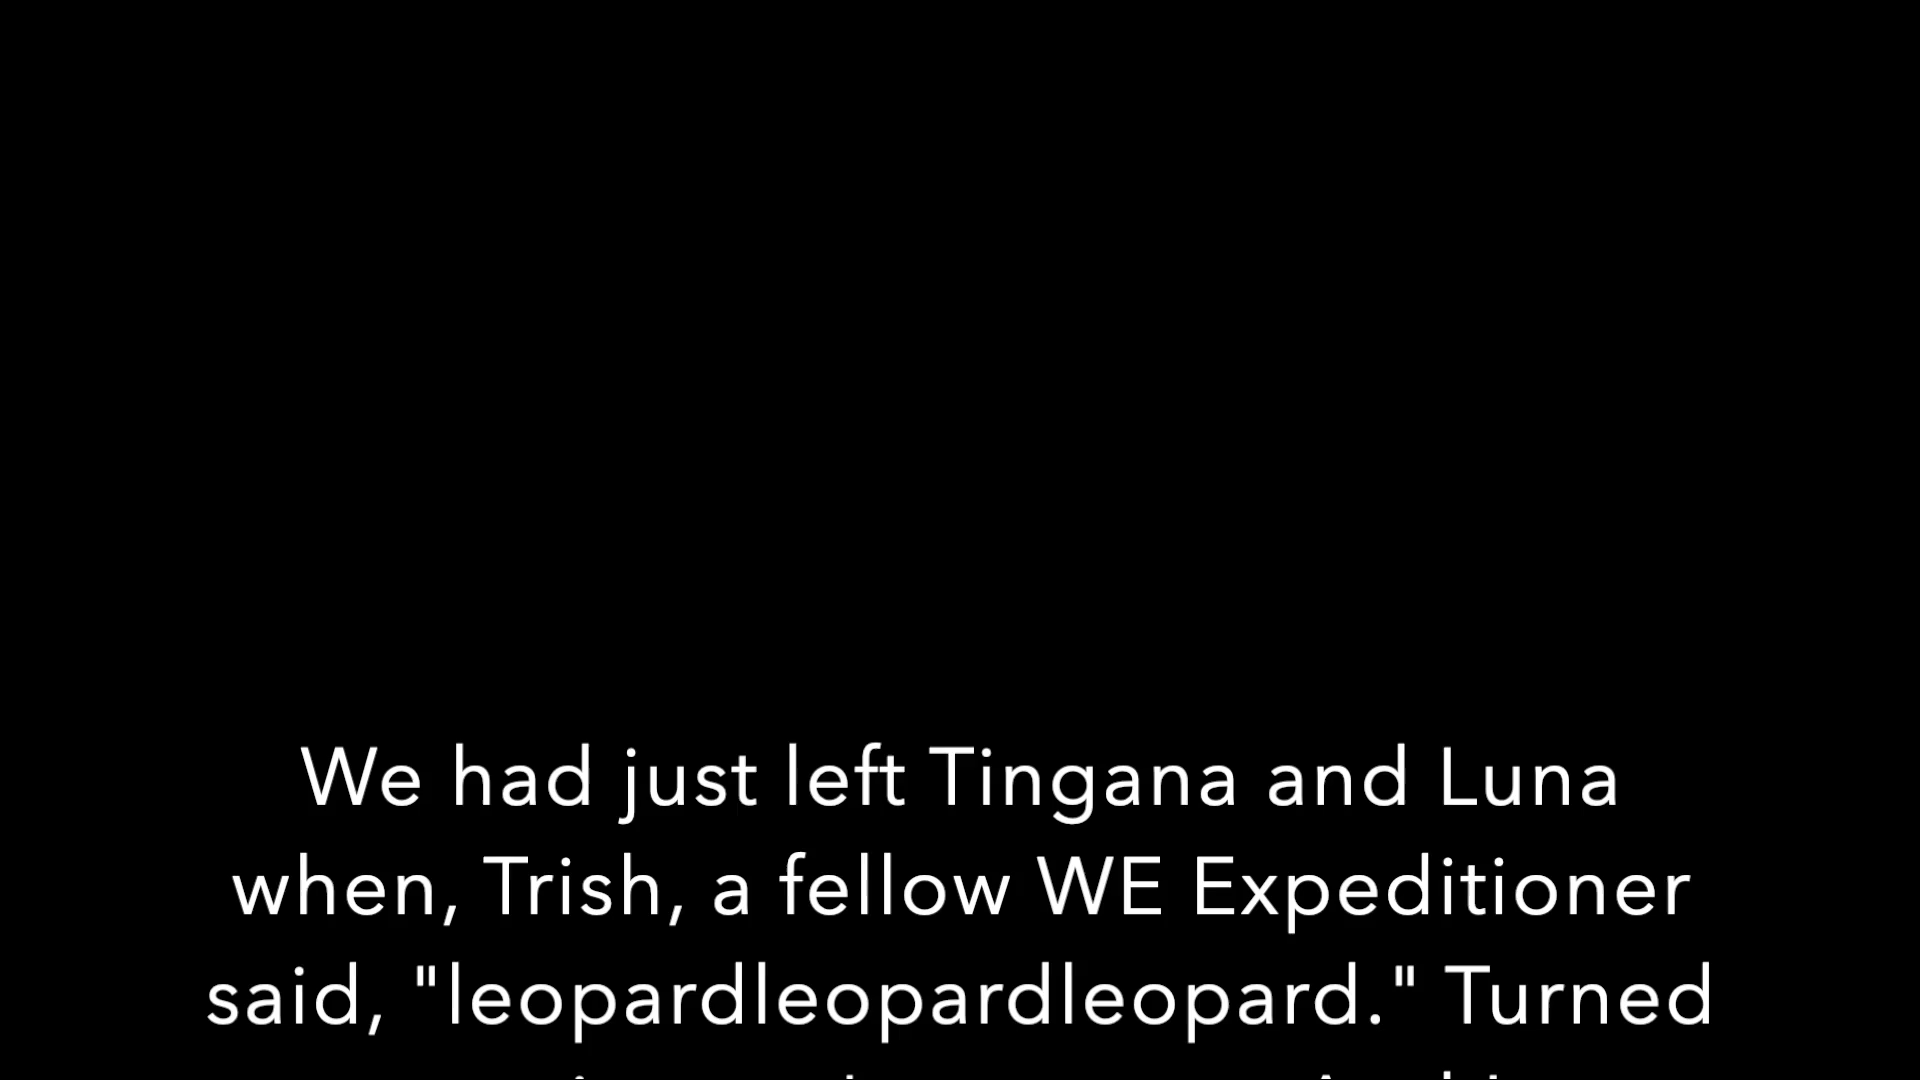 We had just left Tingana and Luna
when, Trish, a fellow WE Expeditioner
said, "leopardleopardleopard." Turned